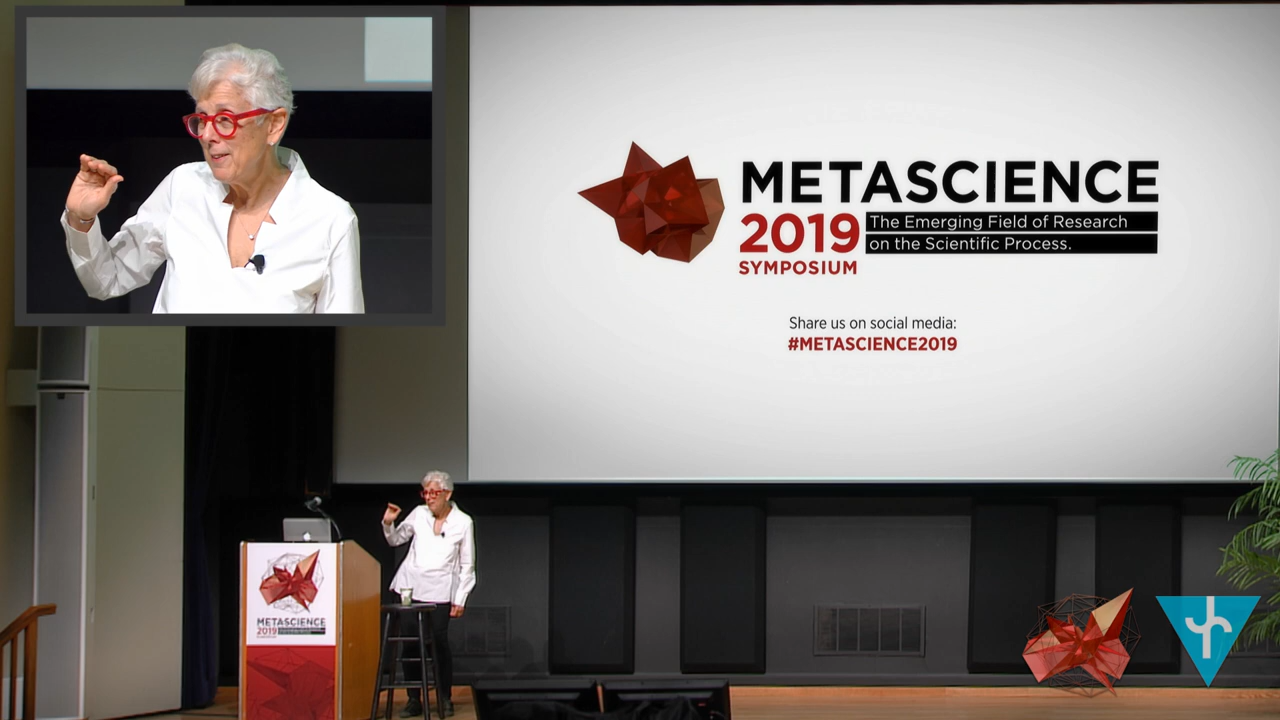 METASCIENCE
2019
The Emerging Field of Research
on the Scientific Process.
SYMPOSIUM
Share us on social media:
#METASCIENCE2019
METASCIENCE
2019